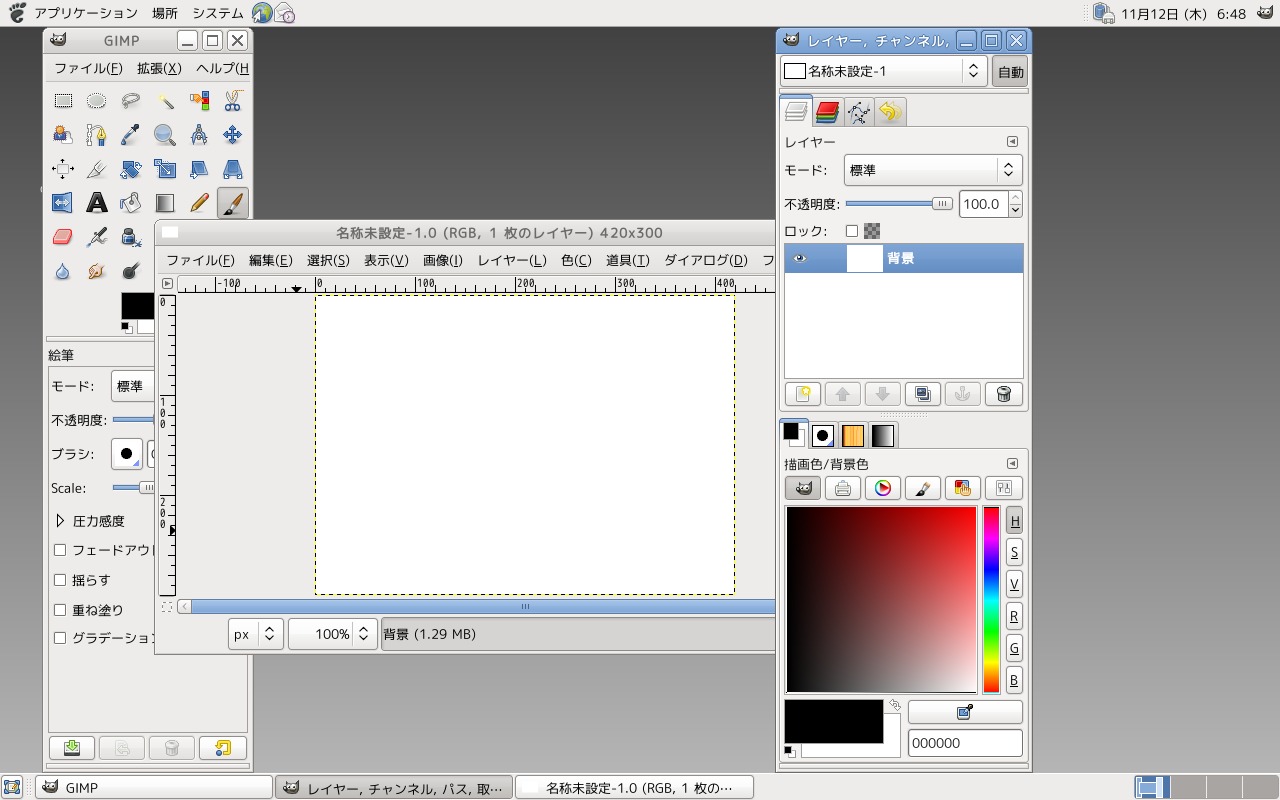 アプリケーション 場所 システム 11月12日 (木) 6:48
GIMP
ファイル(F) 拡張(X) ヘルプ(H
絵筆
モード: 標準
不透明度:
ブラシ:
Scale:
圧力感度
フェードアウト
揺らす
重ね塗り
グラデーション
名称未設定-1.0 (RGB, 1 枚のレイヤー) 420x300
ファイル(F) 編集(E) 選択(S) 表示(V) 画像(I) レイヤー(L) 色(C) 道具(T) ダイアログ(D) フ
-100 0 100 200 300 400
0
100
200
px 100% 背景 (1.29 MB)
レイヤー, チャンネル,
名称未設定-1 自動
レイヤー
モード: 標準
不透明度: 100.0
ロック:
背景
描画色/背景色
H
S
V
R
G
B
000000
GIMP レイヤー, チャンネル, パス, 取… 名称未設定-1.0 (RGB, 1 枚の…